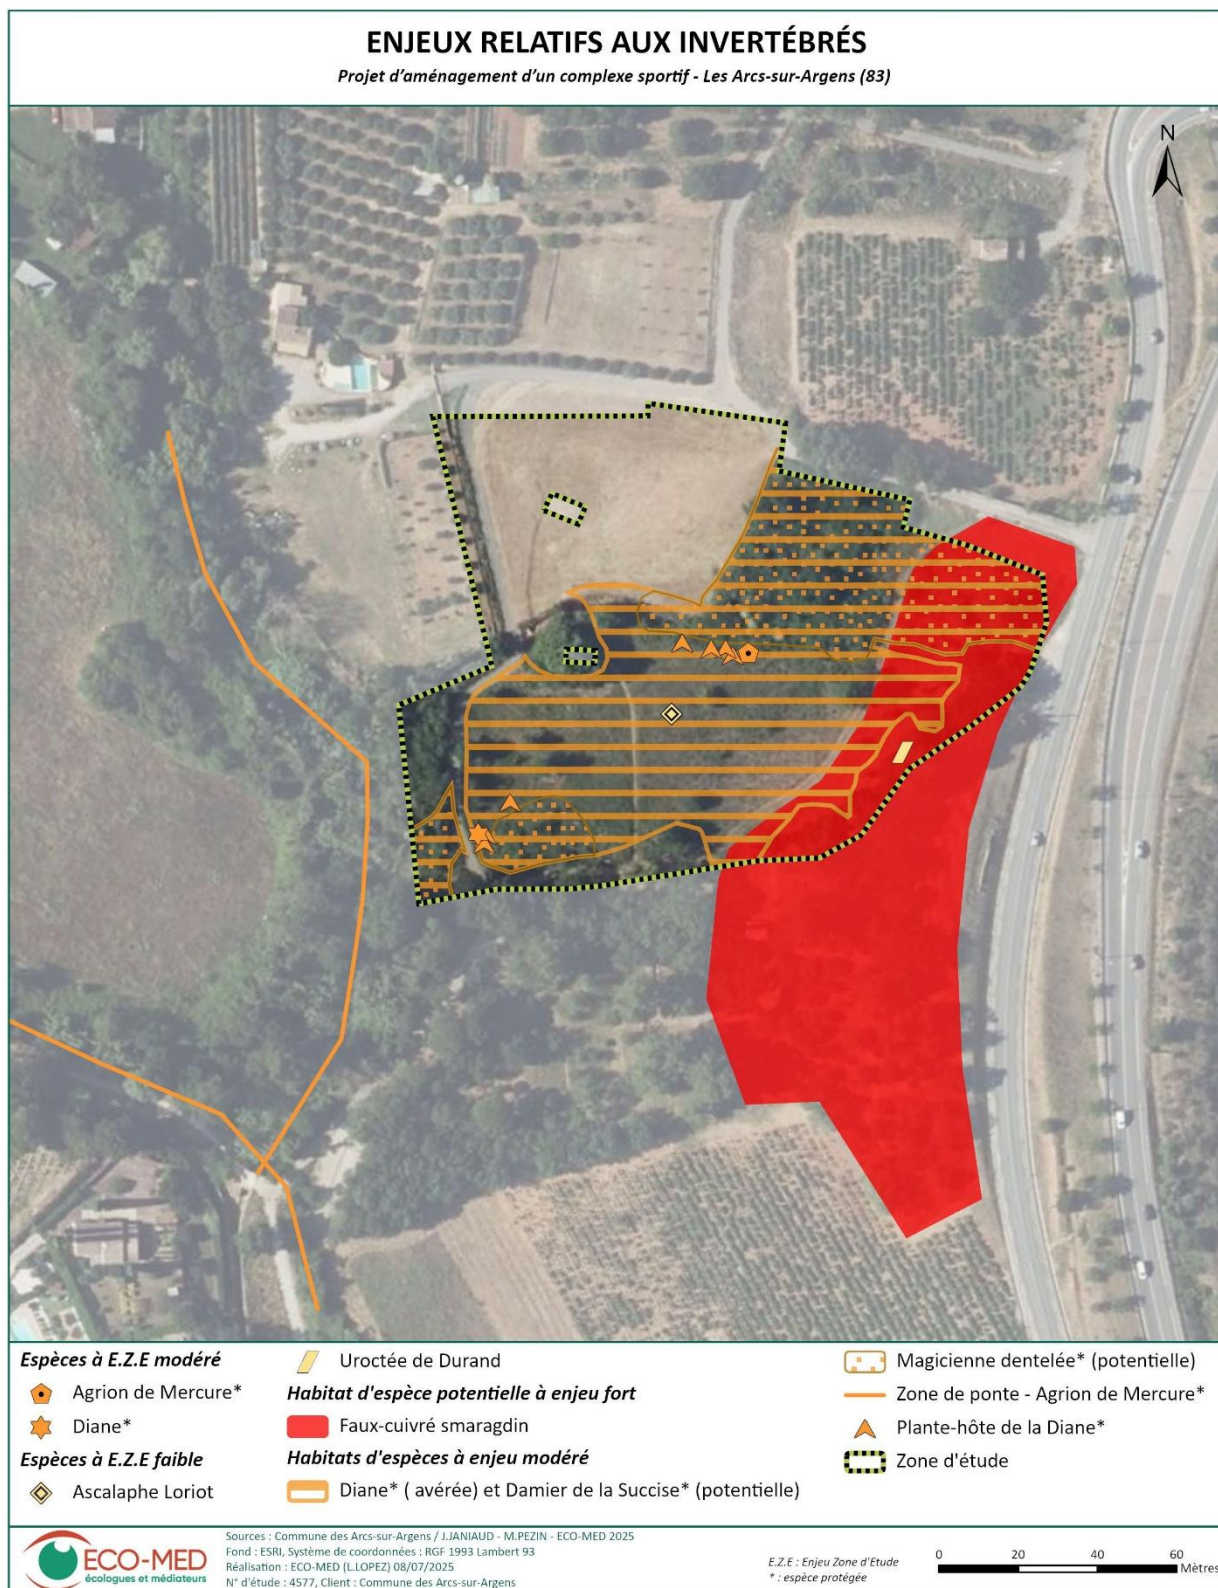 ENJEUX RELATIFS AUX INVERTÉBRÉS
Projet d'aménagement d'un complexe sportif - Les Arcs-sur-Argens (83)
N
Espèces à E.Z.E modéré
Agrion de Mercure*
Diane*
Espèces à E.Z.E faible
Ascalaphe Loriot
Uroctée de Durand
Habitat d'espèce potentielle à enjeu fort
Faux-cuivré smaragdin
Habitats d'espèces à enjeu modéré
Diane* ( avérée) et Damier de la Succise* (potentielle)
Magicienne dentelée* (potentielle)
Zone de ponte - Agrion de Mercure*
Plante-hôte de la Diane*
Zone d'étude
ECO-MED
écologues et médiateurs
Sources : Commune des Arcs-sur-Argens / J.JANIAUD - M.PEZIN - ECO-MED 2025
Fond : ESRI, Système de coordonnées : RGF 1993 Lambert 93
Réalisation : ECO-MED (L.LOPEZ) 08/07/2025
N° d'étude : 4577, Client : Commune des Arcs-sur-Argens
E.Z.E : Enjeu Zone d'Etude
* : espèce protégée
0 20 40 60
Mètres